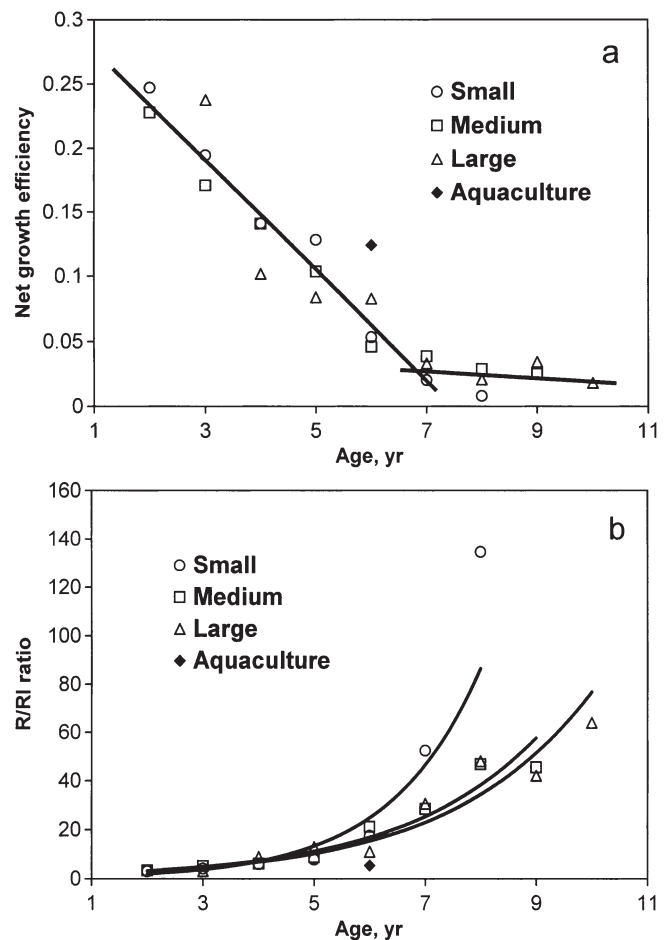 0.3
a
0.25
Small
Medium
0.2
Large
Aquaculture
0.15
0.1
0.05
0
Net growth efficiency
1 3 5 7 9 11
Age, yr
160
b
140
Small
120
Medium
Large
100
Aquaculture
80
60
40
20
0
R/RI ratio
1 3 5 7 9 11
Age, yr